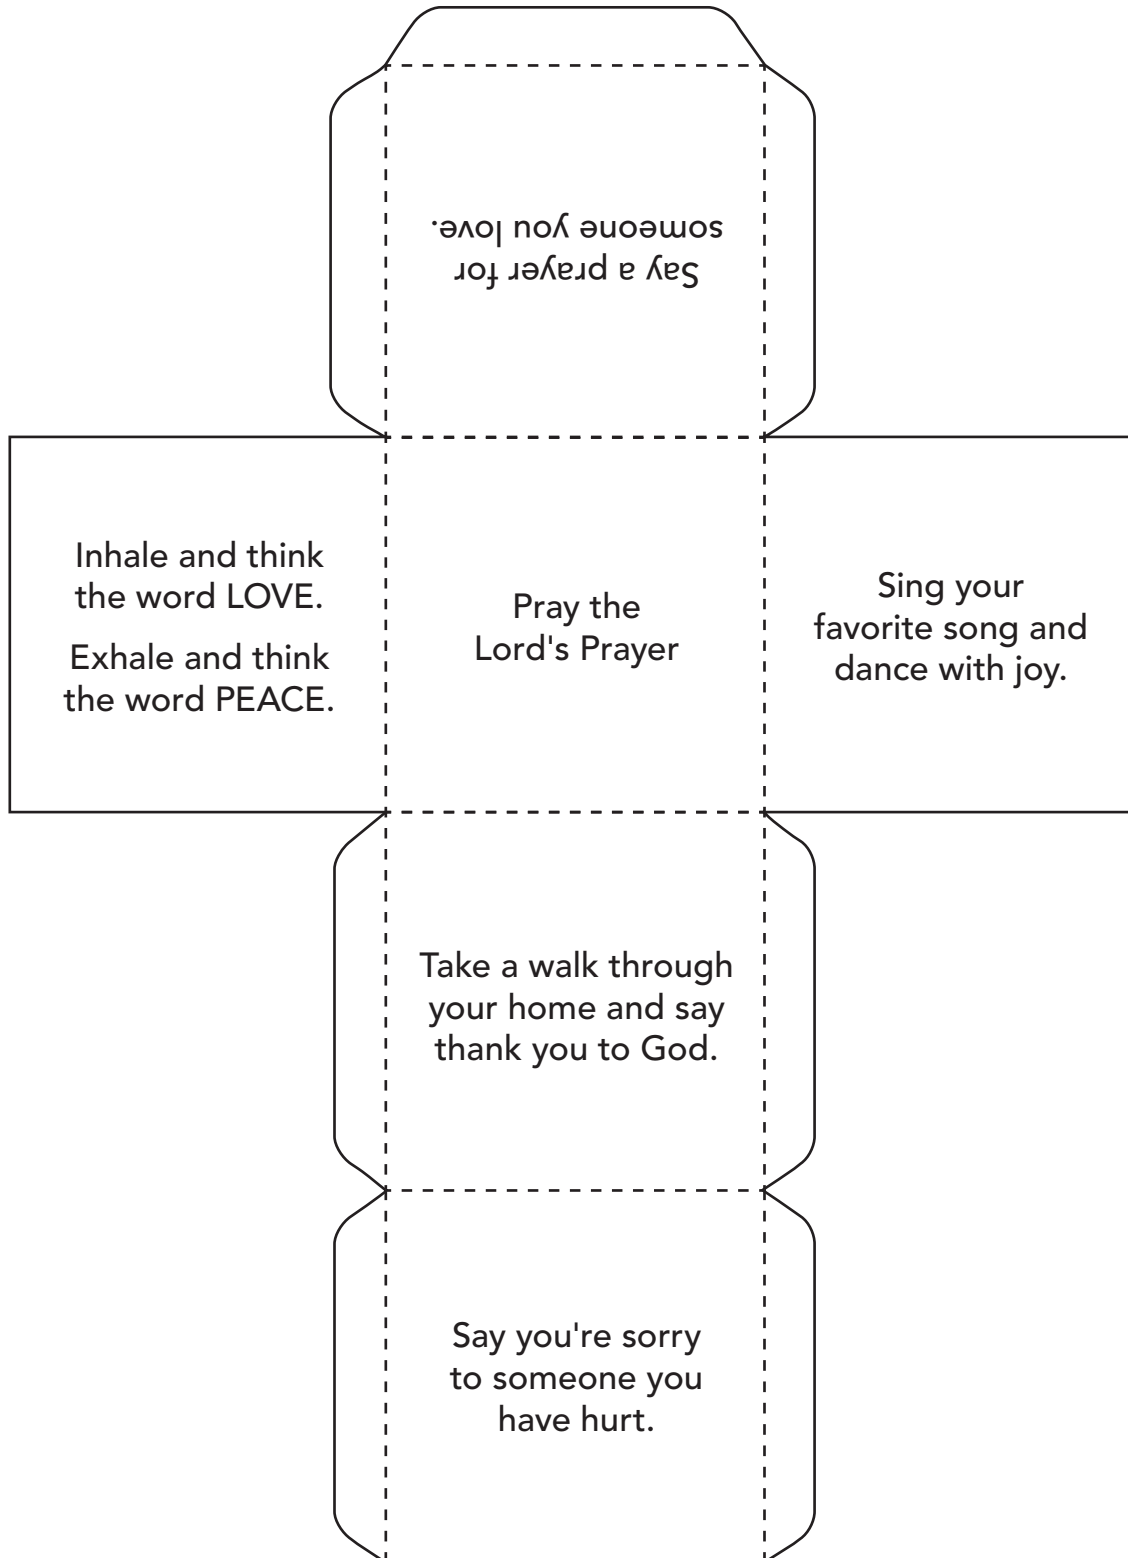 Say a prayer for
someone you love.
Inhale and think
the word LOVE.
Exhale and think
the word PEACE.
Pray the
Lord's Prayer
Sing your
favorite song and
dance with joy.
Take a walk through
your home and say
thank you to God.
Say you're sorry
to someone you
have hurt.